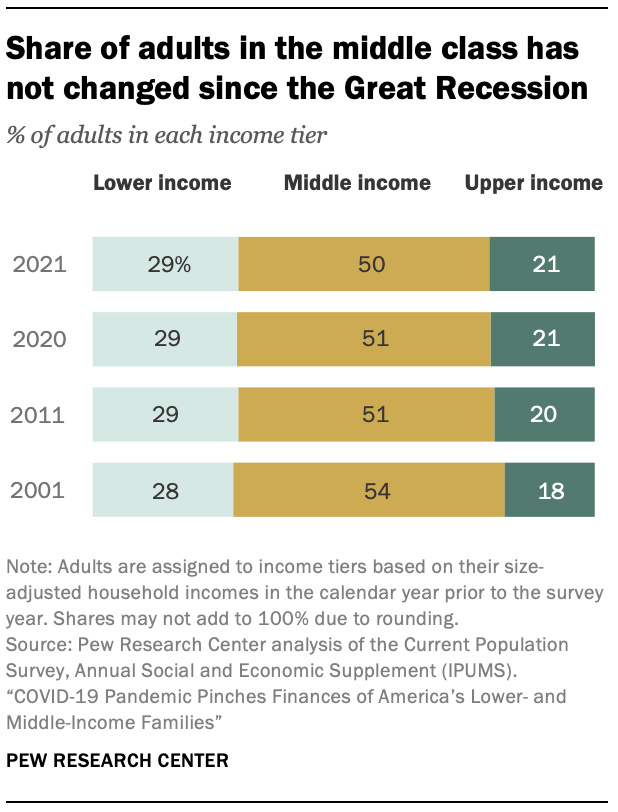 Share of adults in the middle class has
not changed since the Great Recession
% of adults in each income tier
Lower income Middle income Upper income
2021 29% 50 21
2020 29 51 21
2011 29 51 20
2001 28 54 18
Note: Adults are assigned to income tiers based on their size-
adjusted household incomes in the calendar year prior to the survey
year. Shares may not add to 100% due to rounding.
Source: Pew Research Center analysis of the Current Population
Survey, Annual Social and Economic Supplement (IPUMS).
“COVID-19 Pandemic Pinches Finances of America’s Lower- and
Middle-Income Families”
PEW RESEARCH CENTER